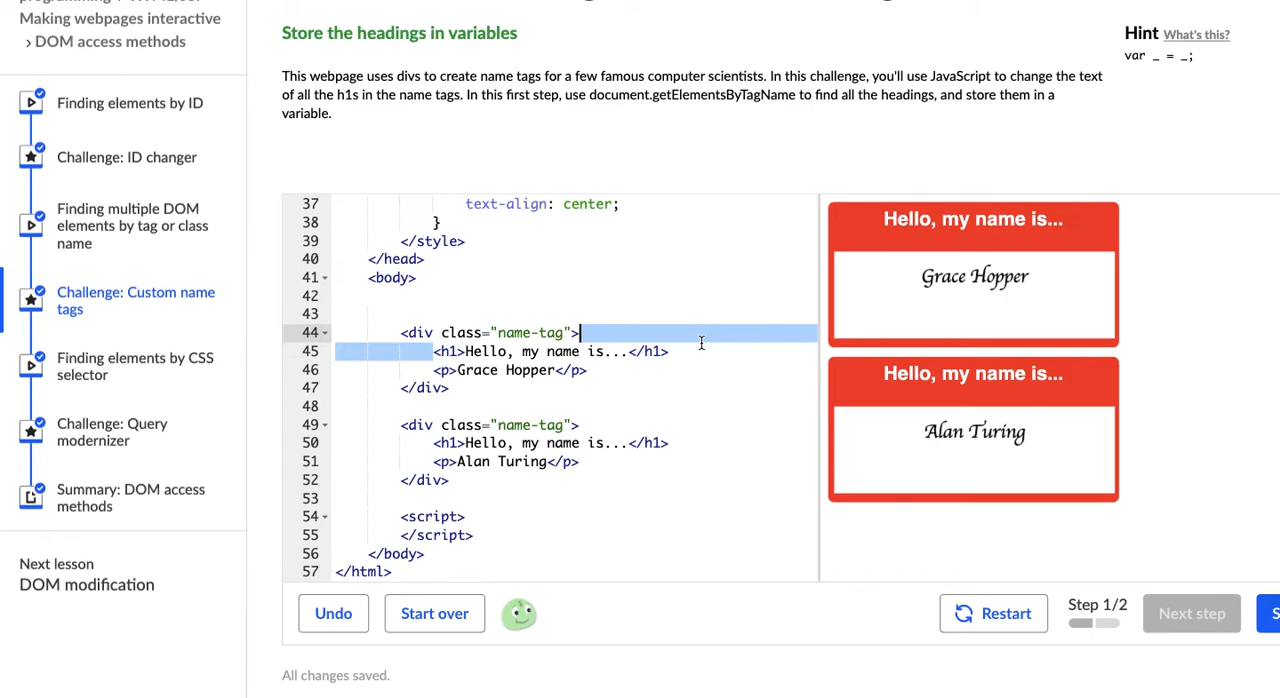 Making webpages interactive
› DOM access methods
Finding elements by ID
Challenge: ID changer
Finding multiple DOM
elements by tag or class
name
Challenge: Custom name
tags
Finding elements by CSS
selector
Challenge: Query
modernizer
Summary: DOM access
methods
Next lesson
DOM modification
Store the headings in variables
This webpage uses divs to create name tags for a few famous computer scientists. In this challenge, you'll use JavaScript to change the text
of all the h1s in the name tags. In this first step, use document.getElementsByTagName to find all the headings, and store them in a
variable.
Hint What's this?
var _ = _;
37 text-align: center;
38 }
39 </style>
40 </head>
41 <body>
42
43
44 <div class="name-tag">
45 <h1>Hello, my name is...</h1>
46 <p>Grace Hopper</p>
47 </div>
48
49 <div class="name-tag">
50 <h1>Hello, my name is...</h1>
51 <p>Alan Turing</p>
52 </div>
53
54 <script>
55 </script>
56 </body>
57 </html>
Hello, my name is...
Grace Hopper
Hello, my name is...
Alan Turing
Undo
Start over
Restart
Step 1/2
Next step
All changes saved.